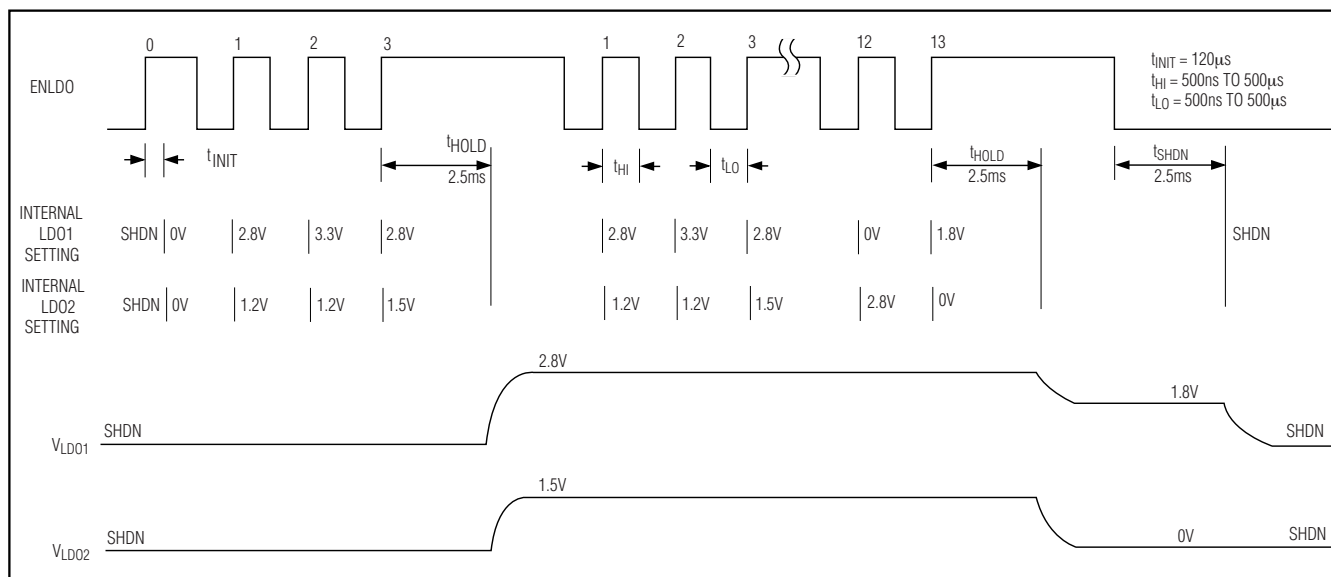 0 1 2 3 1 2 3 12 13
ENLDO
tINIT = 120μs
tHI = 500ns TO 500μs
tLO = 500ns TO 500μs
tINIT
tHOLD
2.5ms
tHI
tLO
tHOLD
2.5ms
tSHDN
2.5ms
INTERNAL
LDO1
SETTING
SHDN 0V 2.8V 3.3V 2.8V 2.8V 3.3V 2.8V 0V 1.8V SHDN
INTERNAL
LDO2
SETTING
SHDN 0V 1.2V 1.2V 1.5V 1.2V 1.2V 1.5V 2.8V 0V
2.8V
1.8V
SHDN
SHDN
VLDO1
1.5V
SHDN
0V
SHDN
VLDO2